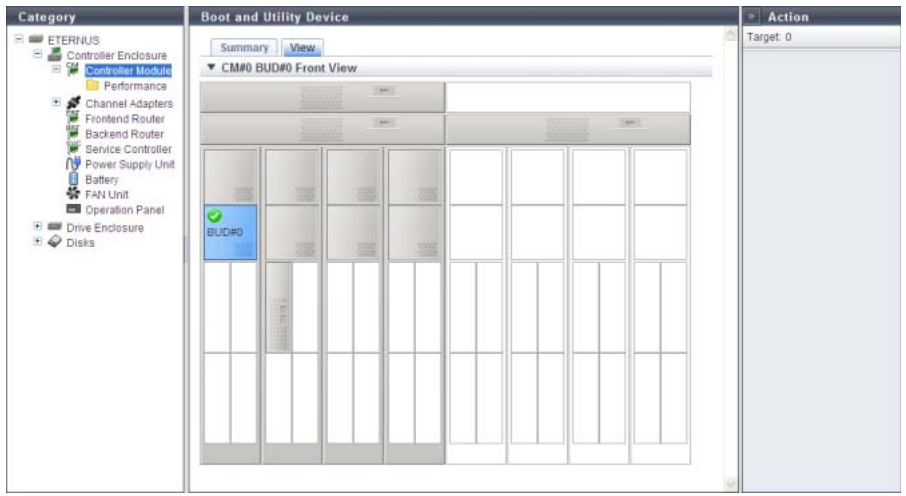 Category
ETERNUS
Controller Enclosure
Controller Module
Performance
Channel Adapters
Frontend Router
Backend Router
Service Controller
Power Supply Unit
Battery
FAN Unit
Operation Panel
Drive Enclosure
Disks
Boot and Utility Device
Summary
View
▼ CM#0 BUD#0 Front View
BUD#0
» Action
Target: 0